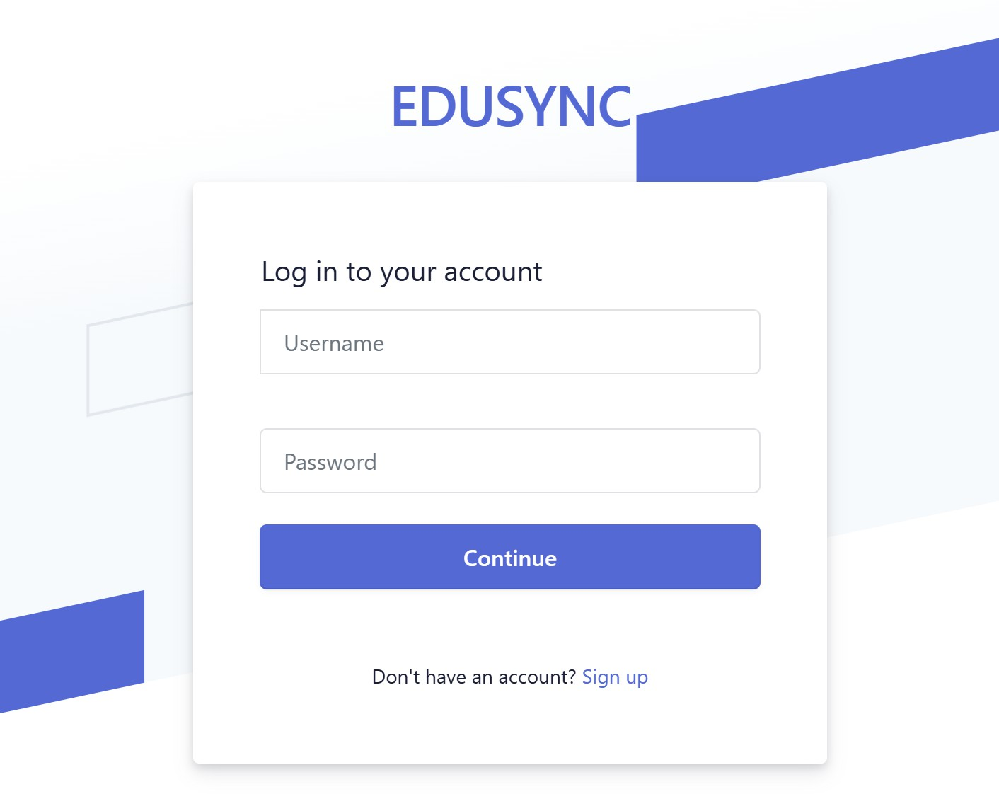 EDUSYNC
Log in to your account
Username
Password
Continue
Don't have an account? Sign up